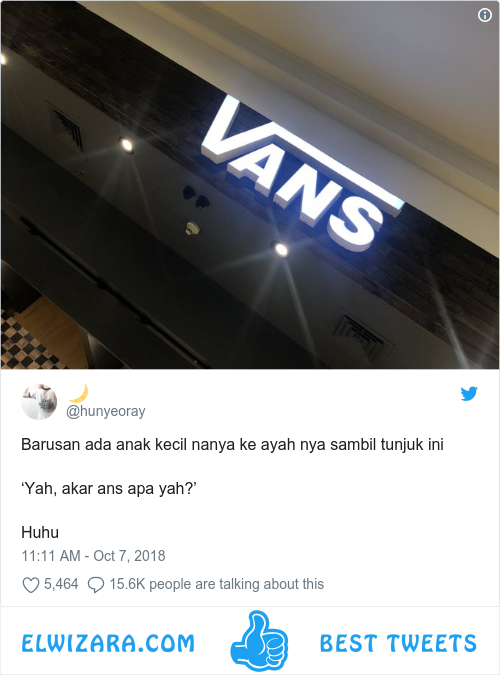 VANS
🌙
@hunyeoray
Barusan ada anak kecil nanya ke ayah nya sambil tunjuk ini
‘Yah, akar ans apa yah?’
Huhu
11:11 AM - Oct 7, 2018
5,464 15.6K people are talking about this
ELWIZARA.COM BEST TWEETS